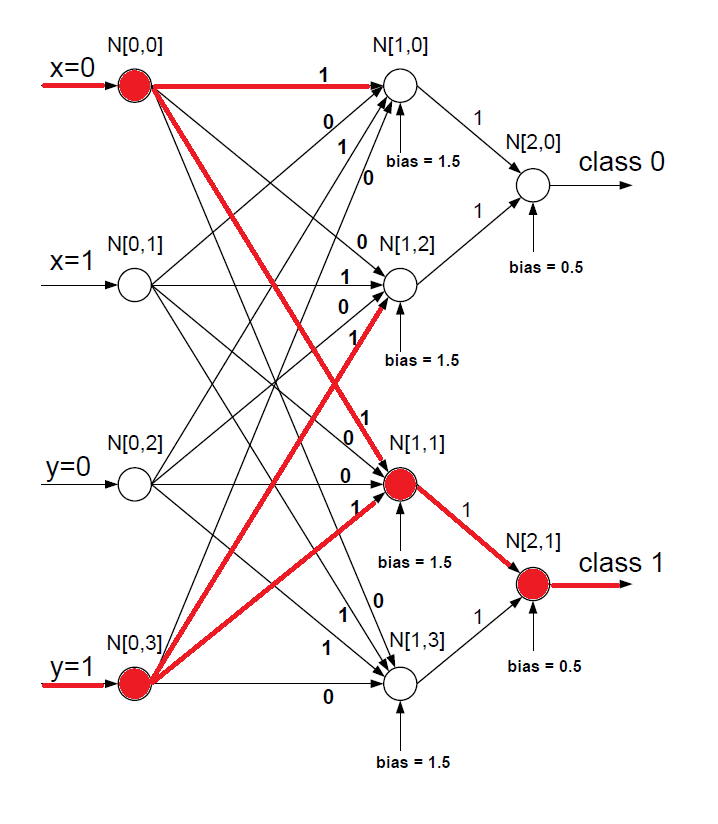 N[0,0]
N[1,0]
x=0
1
0
1
0
1
N[2,0]
class 0
bias = 1.5
1
bias = 0.5
N[0,1]
x=1
0
N[1,2]
1
0
1
bias = 1.5
1
0
N[0,2]
y=0
N[1,1]
0
1
1
N[2,1]
class 1
bias = 1.5
0
1
1
N[0,3]
y=1
N[1,3]
1
0
bias = 0.5
bias = 1.5